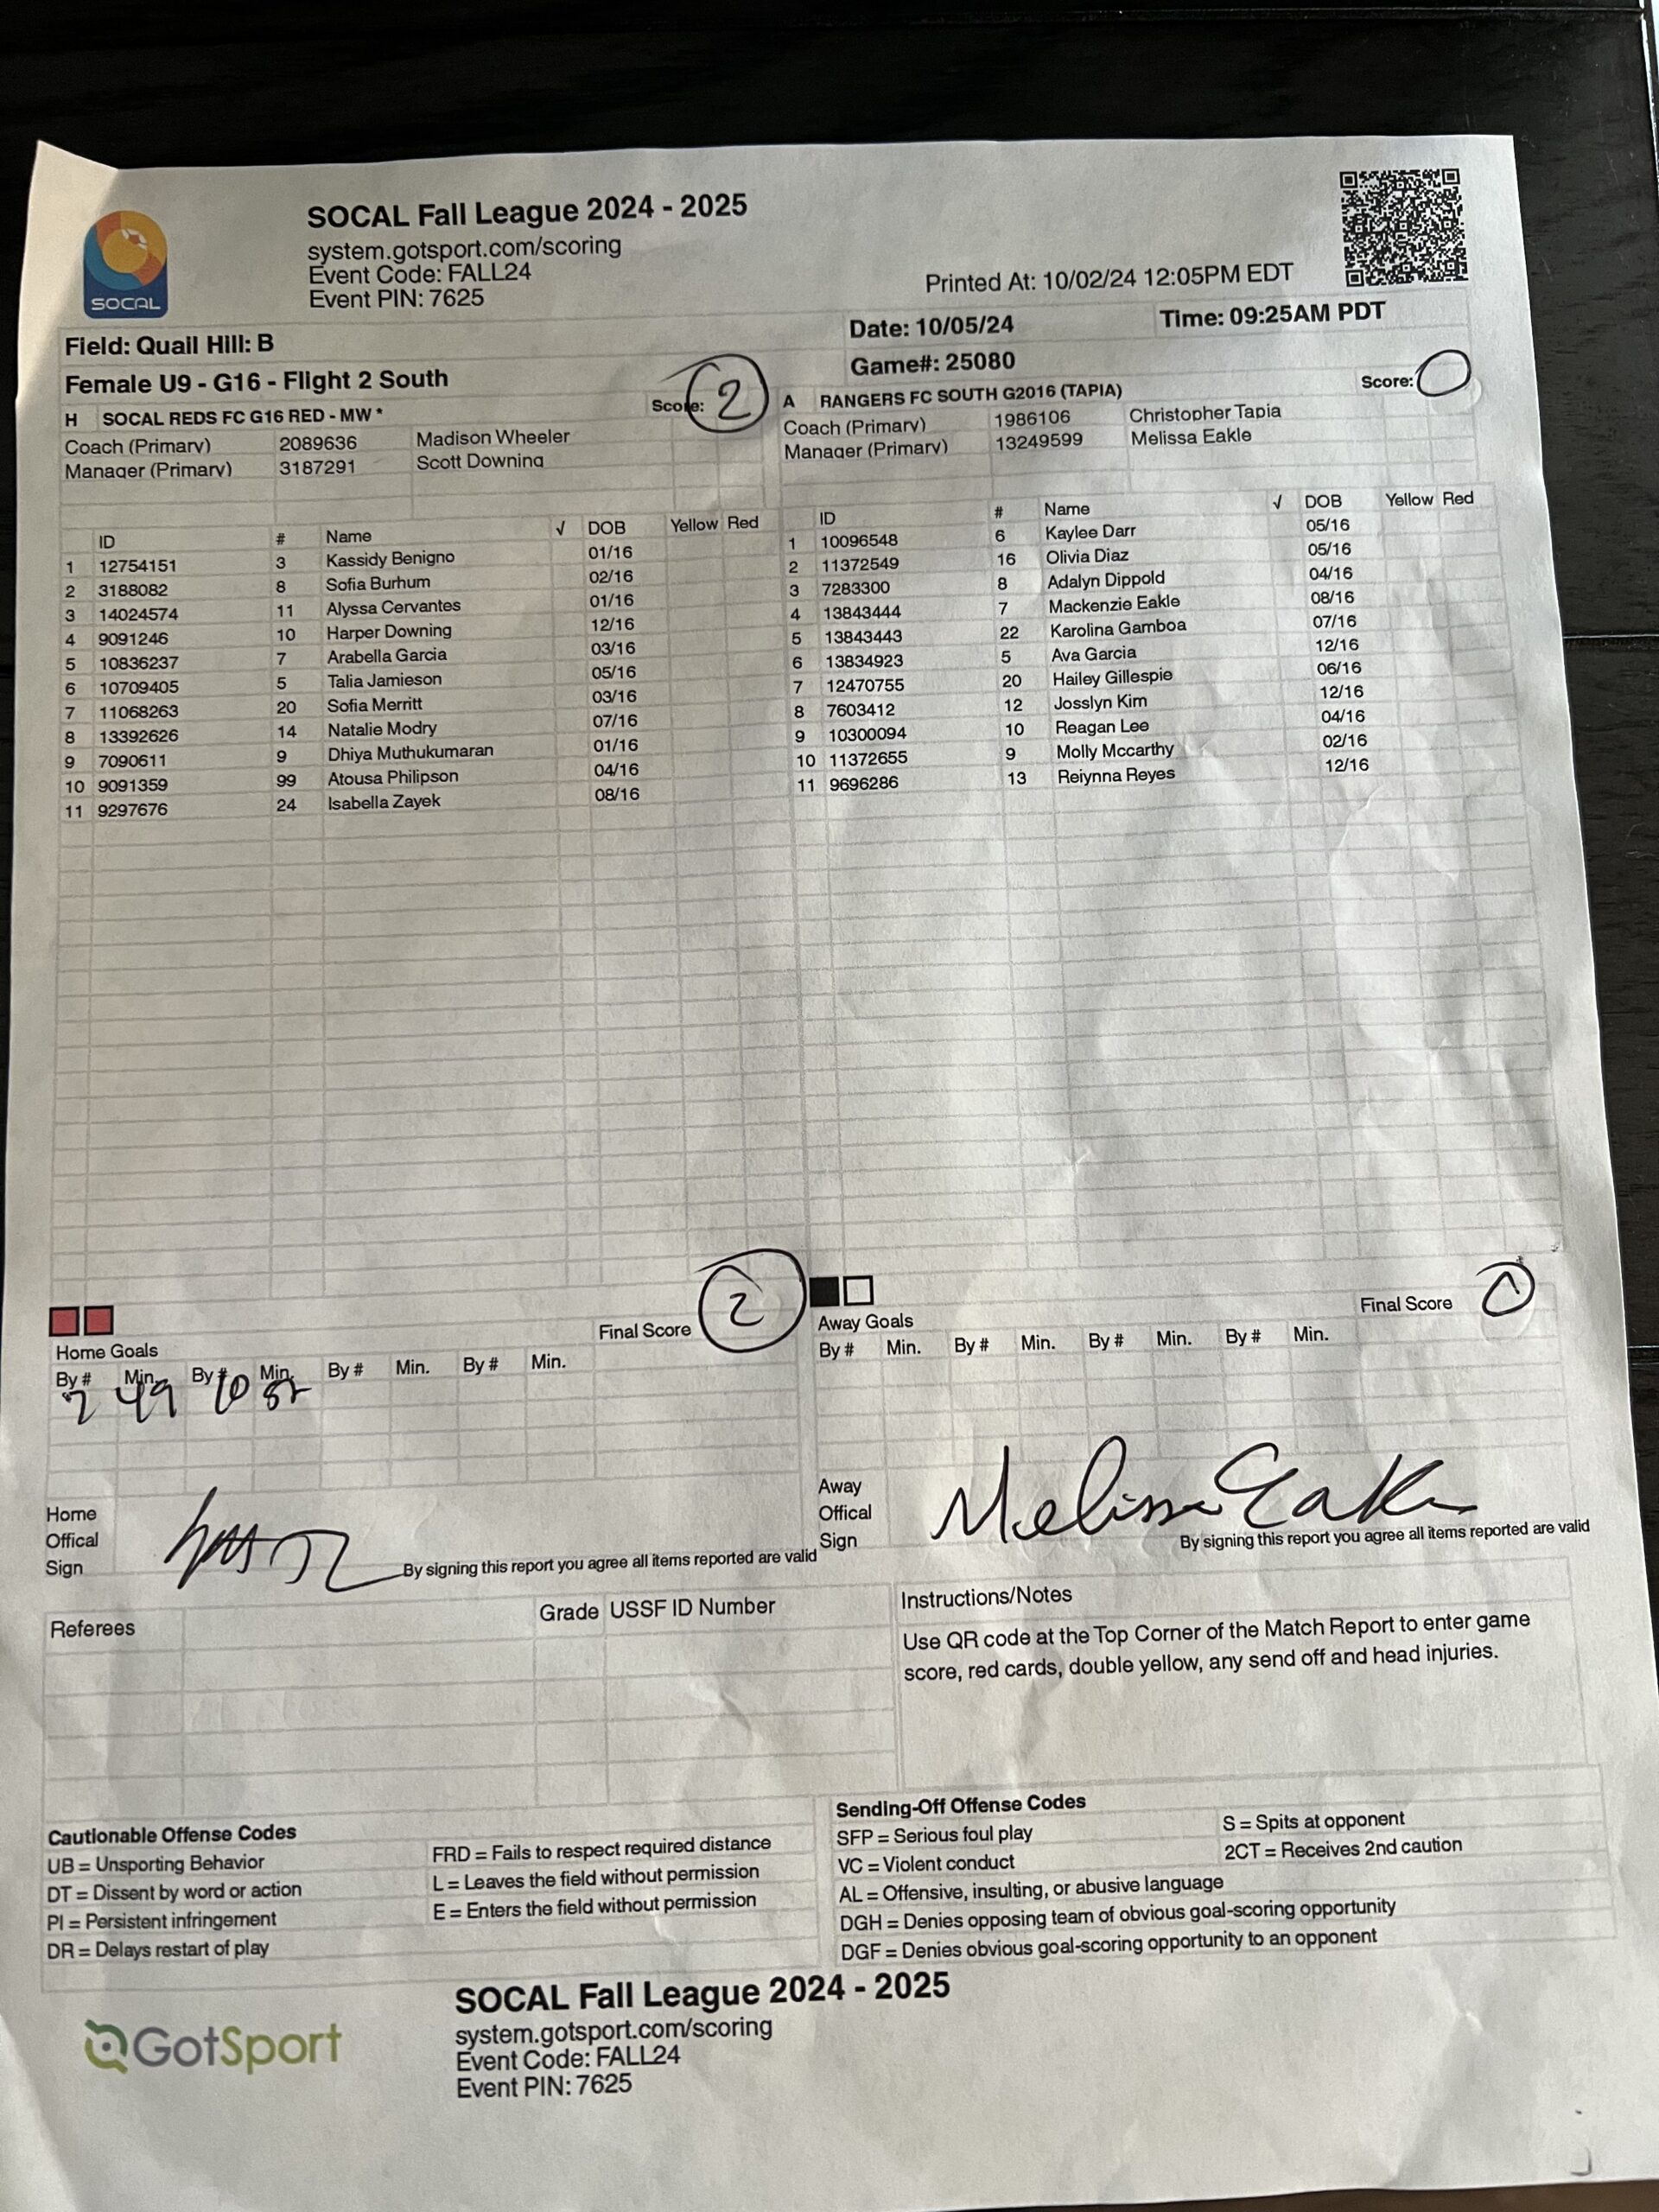 SOCAL
SOCAL Fall League 2024 - 2025
system.gotsport.com/scoring
Event Code: FALL24
Event PIN: 7625
Printed At: 10/02/24 12:05PM EDT
Field: Quail Hill: B
Date: 10/05/24 Time: 09:25AM PDT
Female U9 - G16 - Flight 2 South
Game#: 25080
H SOCAL REDS FC G16 RED - MW * Score: 2
Coach (Primary) 2089636 Madison Wheeler
Manager (Primary) 3187291 Scott Downing
A RANGERS FC SOUTH G2016 (TAPIA) Score: 0
Coach (Primary) 1986106 Christopher Tapia
Manager (Primary) 13249599 Melissa Eakle
ID # Name √ DOB Yellow Red
1 12754151 3 Kassidy Benigno 01/16
2 3188082 8 Sofia Burhum 02/16
3 14024574 11 Alyssa Cervantes 01/16
4 9091246 10 Harper Downing 12/16
5 10836237 7 Arabella Garcia 03/16
6 10709405 5 Talia Jamieson 05/16
7 11068263 20 Sofia Merritt 03/16
8 13392626 14 Natalie Modry 07/16
9 7090611 9 Dhiya Muthukumaran 01/16
10 9091359 99 Atousa Philipson 04/16
11 9297676 24 Isabella Zayek 08/16
ID # Name √ DOB Yellow Red
1 10096548 6 Kaylee Darr 05/16
2 11372549 16 Olivia Diaz 05/16
3 7283300 8 Adalyn Dippold 04/16
4 13843444 7 Mackenzie Eakle 08/16
5 13843443 22 Karolina Gamboa 07/16
6 13834923 5 Ava Garcia 12/16
7 12470755 20 Hailey Gillespie 06/16
8 7603412 12 Josslyn Kim 12/16
9 10300094 10 Reagan Lee 04/16
10 11372655 9 Molly Mccarthy 02/16
11 9696286 13 Reiynna Reyes 12/16
Home Goals Final Score 2
By # Min. By # Min. By # Min. By # Min.
49 10
Away Goals Final Score 0
By # Min. By # Min. By # Min. By # Min.
Home
Offical
Sign
By signing this report you agree all items reported are valid
Away
Offical
Sign
Melissa Eakle
By signing this report you agree all items reported are valid
Referees Grade USSF ID Number
Instructions/Notes
Use QR code at the Top Corner of the Match Report to enter game
score, red cards, double yellow, any send off and head injuries.
Cautionable Offense Codes
UB = Unsporting Behavior
DT = Dissent by word or action
PI = Persistent infringement
DR = Delays restart of play
FRD = Fails to respect required distance
L = Leaves the field without permission
E = Enters the field without permission
Sending-Off Offense Codes
SFP = Serious foul play
VC = Violent conduct
AL = Offensive, insulting, or abusive language
DGH = Denies opposing team of obvious goal-scoring opportunity
DGF = Denies obvious goal-scoring opportunity to an opponent
S = Spits at opponent
2CT = Receives 2nd caution
GotSport
SOCAL Fall League 2024 - 2025
system.gotsport.com/scoring
Event Code: FALL24
Event PIN: 7625